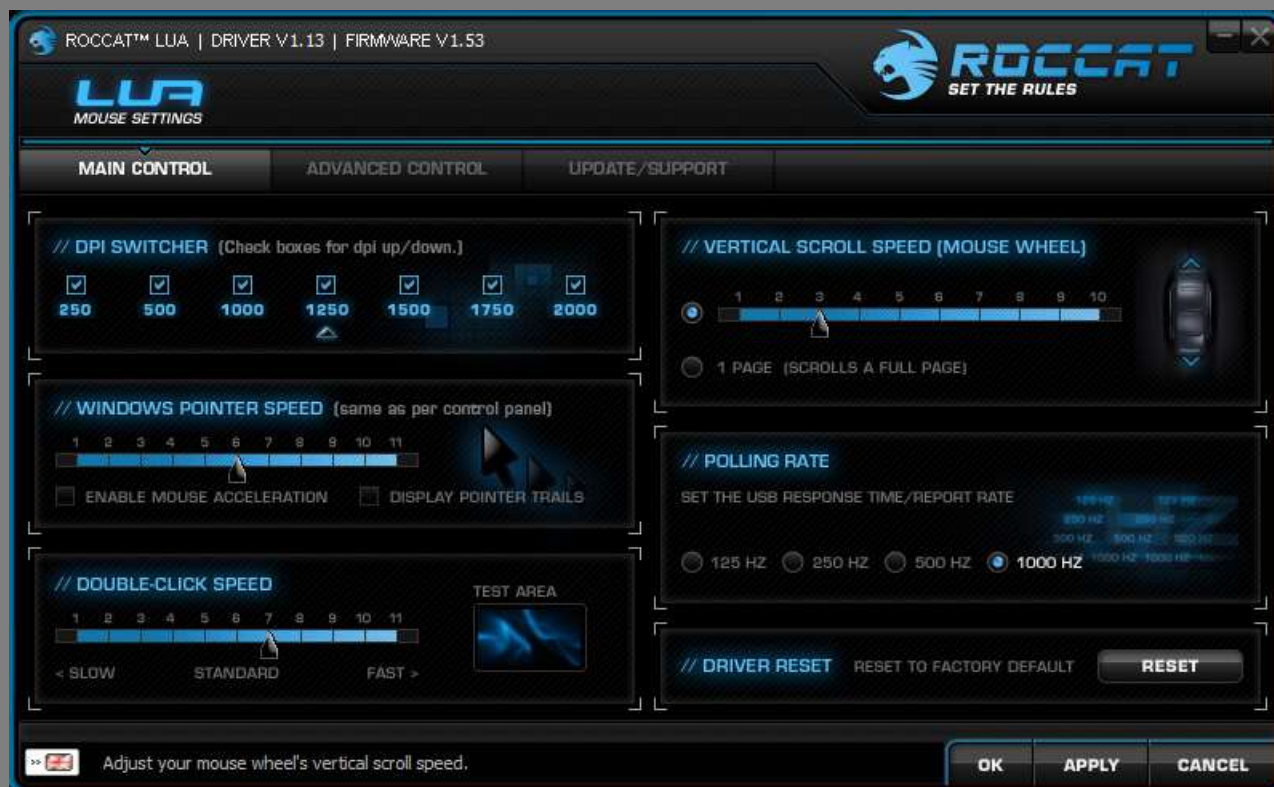 ROCCAT™ LUA | DRIVER V1.13 | FIRMWARE V1.53
ROCCAT
SET THE RULES
LUA
MOUSE SETTINGS
MAIN CONTROL ADVANCED CONTROL UPDATE/SUPPORT
// DPI SWITCHER (Check boxes for dpi up/down.)
250 500 1000 1250 1500 1750 2000
// WINDOWS POINTER SPEED (same as per control panel)
1 2 3 4 5 6 7 8 9 10 11
ENABLE MOUSE ACCELERATION DISPLAY POINTER TRAILS
// DOUBLE-CLICK SPEED
TEST AREA
1 2 3 4 5 6 7 8 9 10 11
< SLOW STANDARD FAST >
// VERTICAL SCROLL SPEED (MOUSE WHEEL)
1 2 3 4 5 6 7 8 9 10
1 PAGE (SCROLLS A FULL PAGE)
// POLLING RATE
SET THE USB RESPONSE TIME/REPORT RATE
125 HZ 250 HZ 500 HZ 1000 HZ
// DRIVER RESET RESET TO FACTORY DEFAULT RESET
Adjust your mouse wheel's vertical scroll speed.
OK APPLY CANCEL